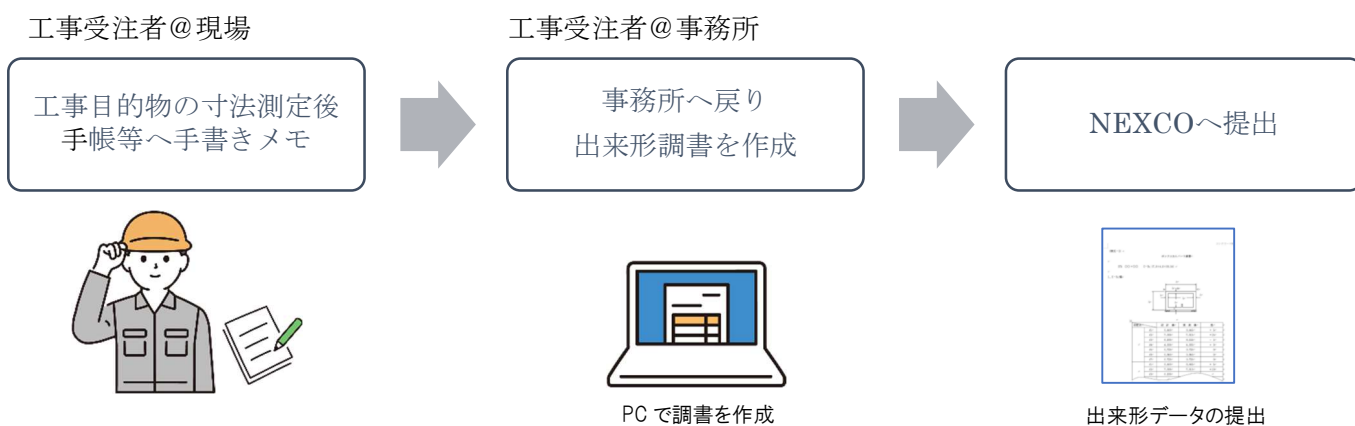 工事受注者＠現場
工事受注者＠事務所
工事目的物の寸法測定後
手帳等へ手書きメモ
事務所へ戻り
出来形調書を作成
NEXCOへ提出
PCで調書を作成
出来形データの提出